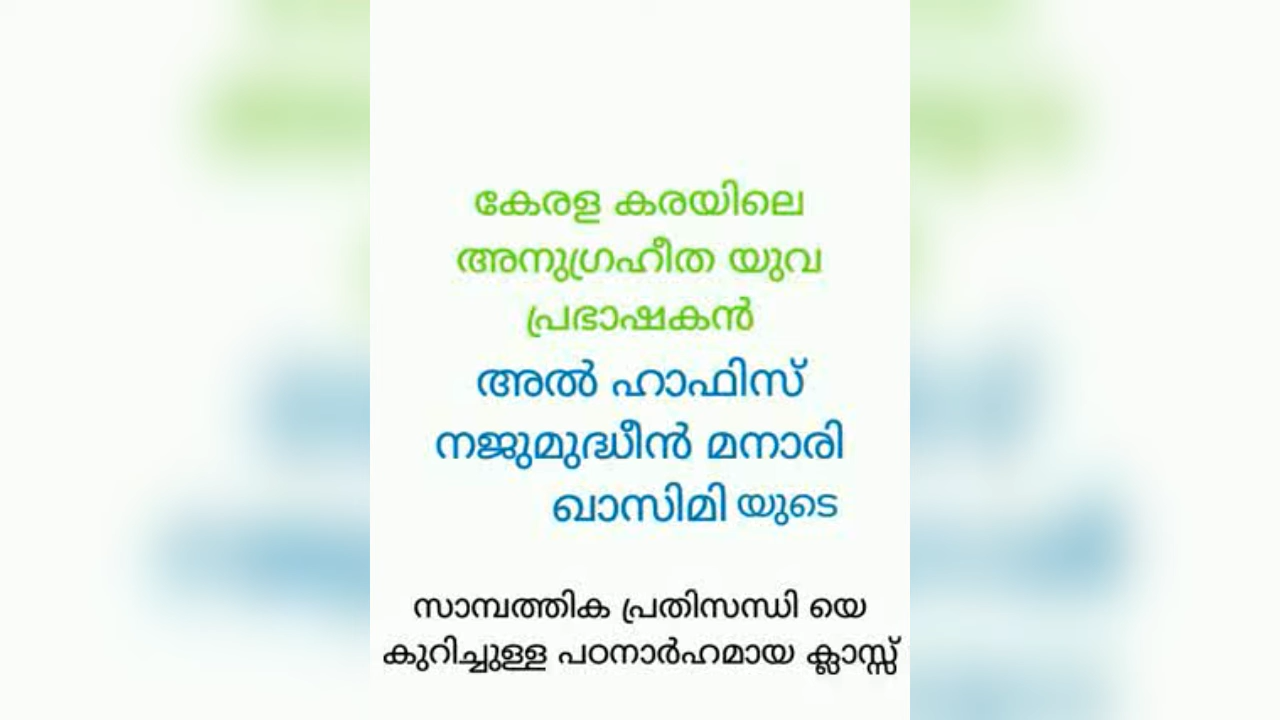 കേരള കരയിലെ
അനുഗ്രഹീത യുവ
പ്രഭാഷകൻ
അൽ ഹാഫിസ്
നജുമുദ്ധീൻ മനാരി
ഖാസിമി യുടെ
സാമ്പത്തിക പ്രതിസന്ധി യെ
കുറിച്ചുള്ള പഠനാർഹമായ ക്ലാസ്സ്